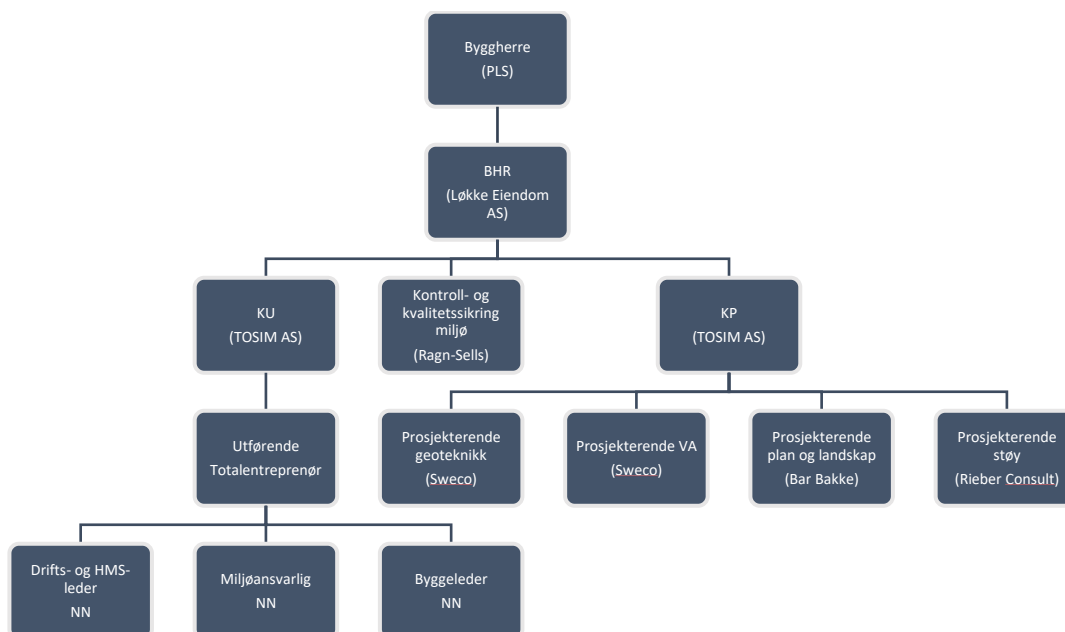 Byggherre
(PLS)
BHR
(Løkke Eiendom
AS)
KU
(TOSIM AS)
Kontroll- og
kvalitetssikring
miljø
(Ragn-Sells)
KP
(TOSIM AS)
Utførende
Totalentreprenør
Prosjekterende
geoteknikk
(Sweco)
Prosjekterende VA
(Sweco)
Prosjekterende
plan og landskap
(Bar Bakke)
Prosjekterende
støy
(Rieber Consult)
Drifts- og HMS-
leder
NN
Miljøansvarlig
NN
Byggeleder
NN